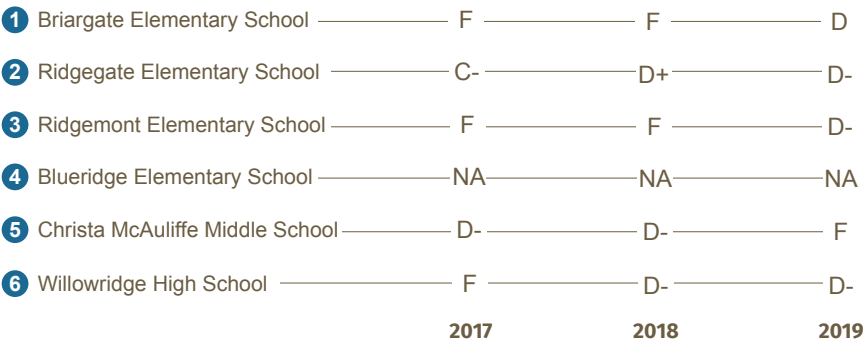 1 Briargate Elementary School F F D
2 Ridgegate Elementary School C- D+ D-
3 Ridgemont Elementary School F F D-
4 Blueridge Elementary School NA NA NA
5 Christa McAuliffe Middle School D- D- F
6 Willowridge High School F D- D-
2017 2018 2019